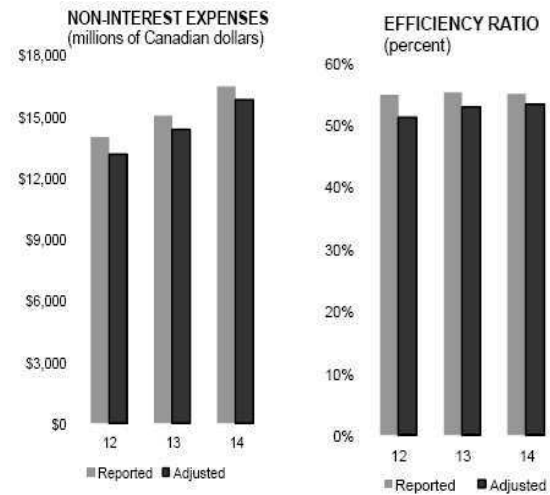 NON-INTEREST EXPENSES
(millions of Canadian dollars)
$18,000
$15,000
$12,000
$9,000
$6,000
$3,000
$0
12 13 14
Reported Adjusted
EFFICIENCY RATIO
(percent)
60%
50%
40%
30%
20%
10%
0%
12 13 14
Reported Adjusted